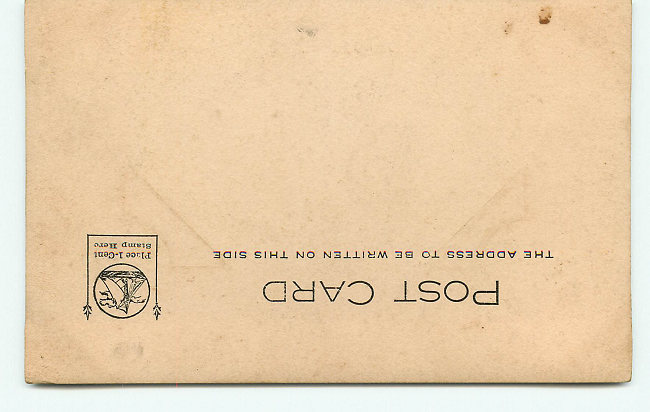 POST CARD
THE ADDRESS TO BE WRITTEN ON THIS SIDE
Place 1-Cent
Stamp Here